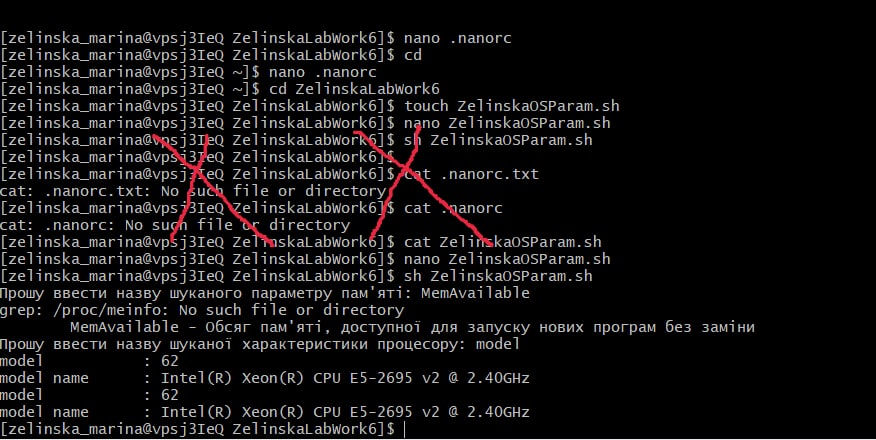 [zelinska_marina@vpsj3IeQ ZelinskaLabWork6]$ nano .nanorc
[zelinska_marina@vpsj3IeQ ZelinskaLabWork6]$ cd
[zelinska_marina@vpsj3IeQ ~]$ nano .nanorc
[zelinska_marina@vpsj3IeQ ~]$ cd ZelinskaLabWork6
[zelinska_marina@vpsj3IeQ ZelinskaLabWork6]$ touch ZelinskaOSParam.sh
[zelinska_marina@vpsj3IeQ ZelinskaLabWork6]$ nano ZelinskaOSParam.sh
[zelinska_marina@vpsj3IeQ ZelinskaLabWork6]$ sh ZelinskaOSParam.sh
[zelinska_marina@vpsj3IeQ ZelinskaLabWork6]$
[zelinska_marina@vpsj3IeQ ZelinskaLabWork6]$ cat .nanorc.txt
cat: .nanorc.txt: No such file or directory
[zelinska_marina@vpsj3IeQ ZelinskaLabWork6]$ cat .nanorc
cat: .nanorc: No such file or directory
[zelinska_marina@vpsj3IeQ ZelinskaLabWork6]$ cat ZelinskaOSParam.sh
[zelinska_marina@vpsj3IeQ ZelinskaLabWork6]$ nano ZelinskaOSParam.sh
[zelinska_marina@vpsj3IeQ ZelinskaLabWork6]$ sh ZelinskaOSParam.sh
Прошу ввести назву шуканого параметру пам'яті: MemAvailable
grep: /proc/meinfo: No such file or directory
MemAvailable – Обсяг пам'яті, доступної для запуску нових програм без заміни
Прошу ввести назву шуканої характеристики процесору: model
model : 62
model name : Intel(R) Xeon(R) CPU E5-2695 v2 @ 2.40GHz
model : 62
model name : Intel(R) Xeon(R) CPU E5-2695 v2 @ 2.40GHz
[zelinska_marina@vpsj3IeQ ZelinskaLabWork6]$